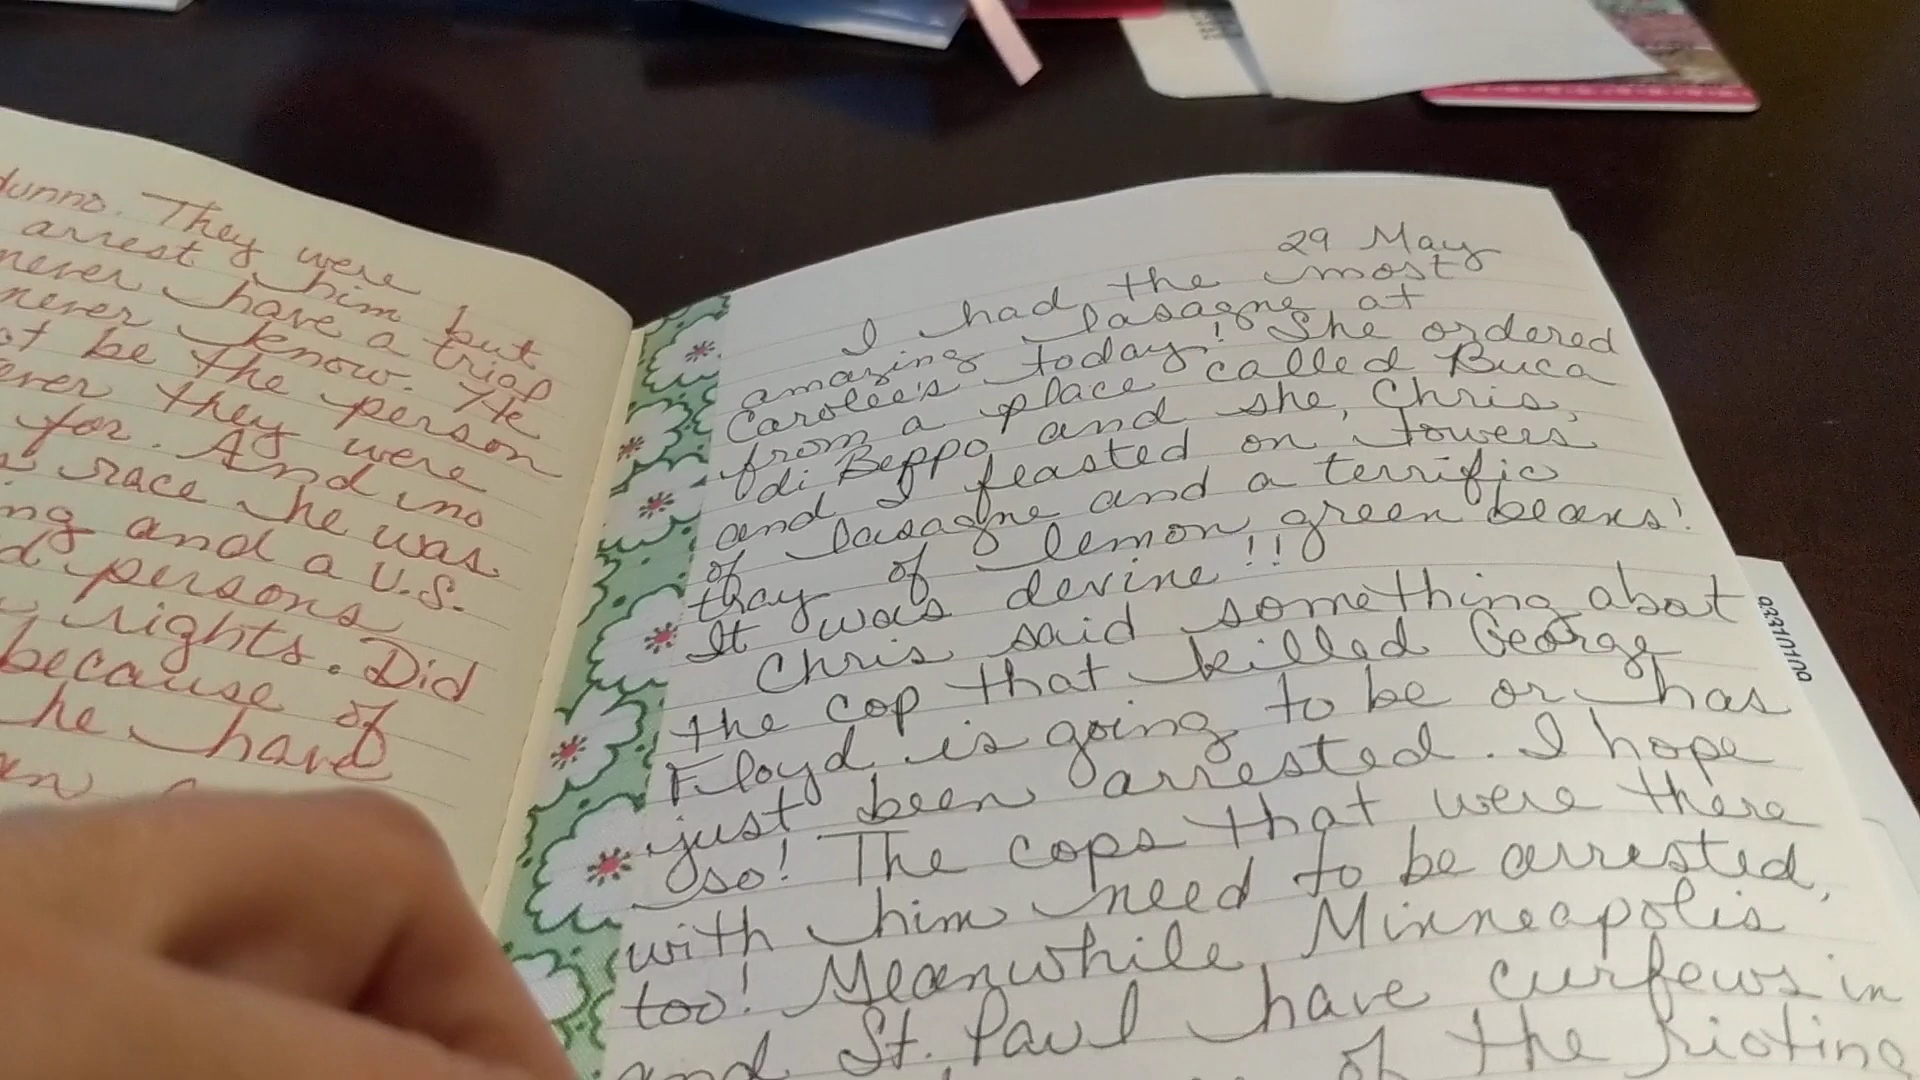 dunno. They were
arrest him but
never have a trial
never know. He
ot be the person
ever they were
for. And no
race he was.
ng and a U.S.
d persons
rights. Did
because of
he have
29 May
I had the most
amazing lasagne at
Carolee's today! She ordered
from a place called Buca
di Beppo and she, Chris,
and I feasted on towers
of lasagne and a terrific
tray of lemon green beans!
It was devine!!!
Chris said something abot
the cop that killed George
Floyd is going to be or has
just been arrested. I hope
so! The cops that were there
with him need to be arrested,
too! Meanwhile, Minneapolis
and St. Paul have curfews in
of the rioting
03310100